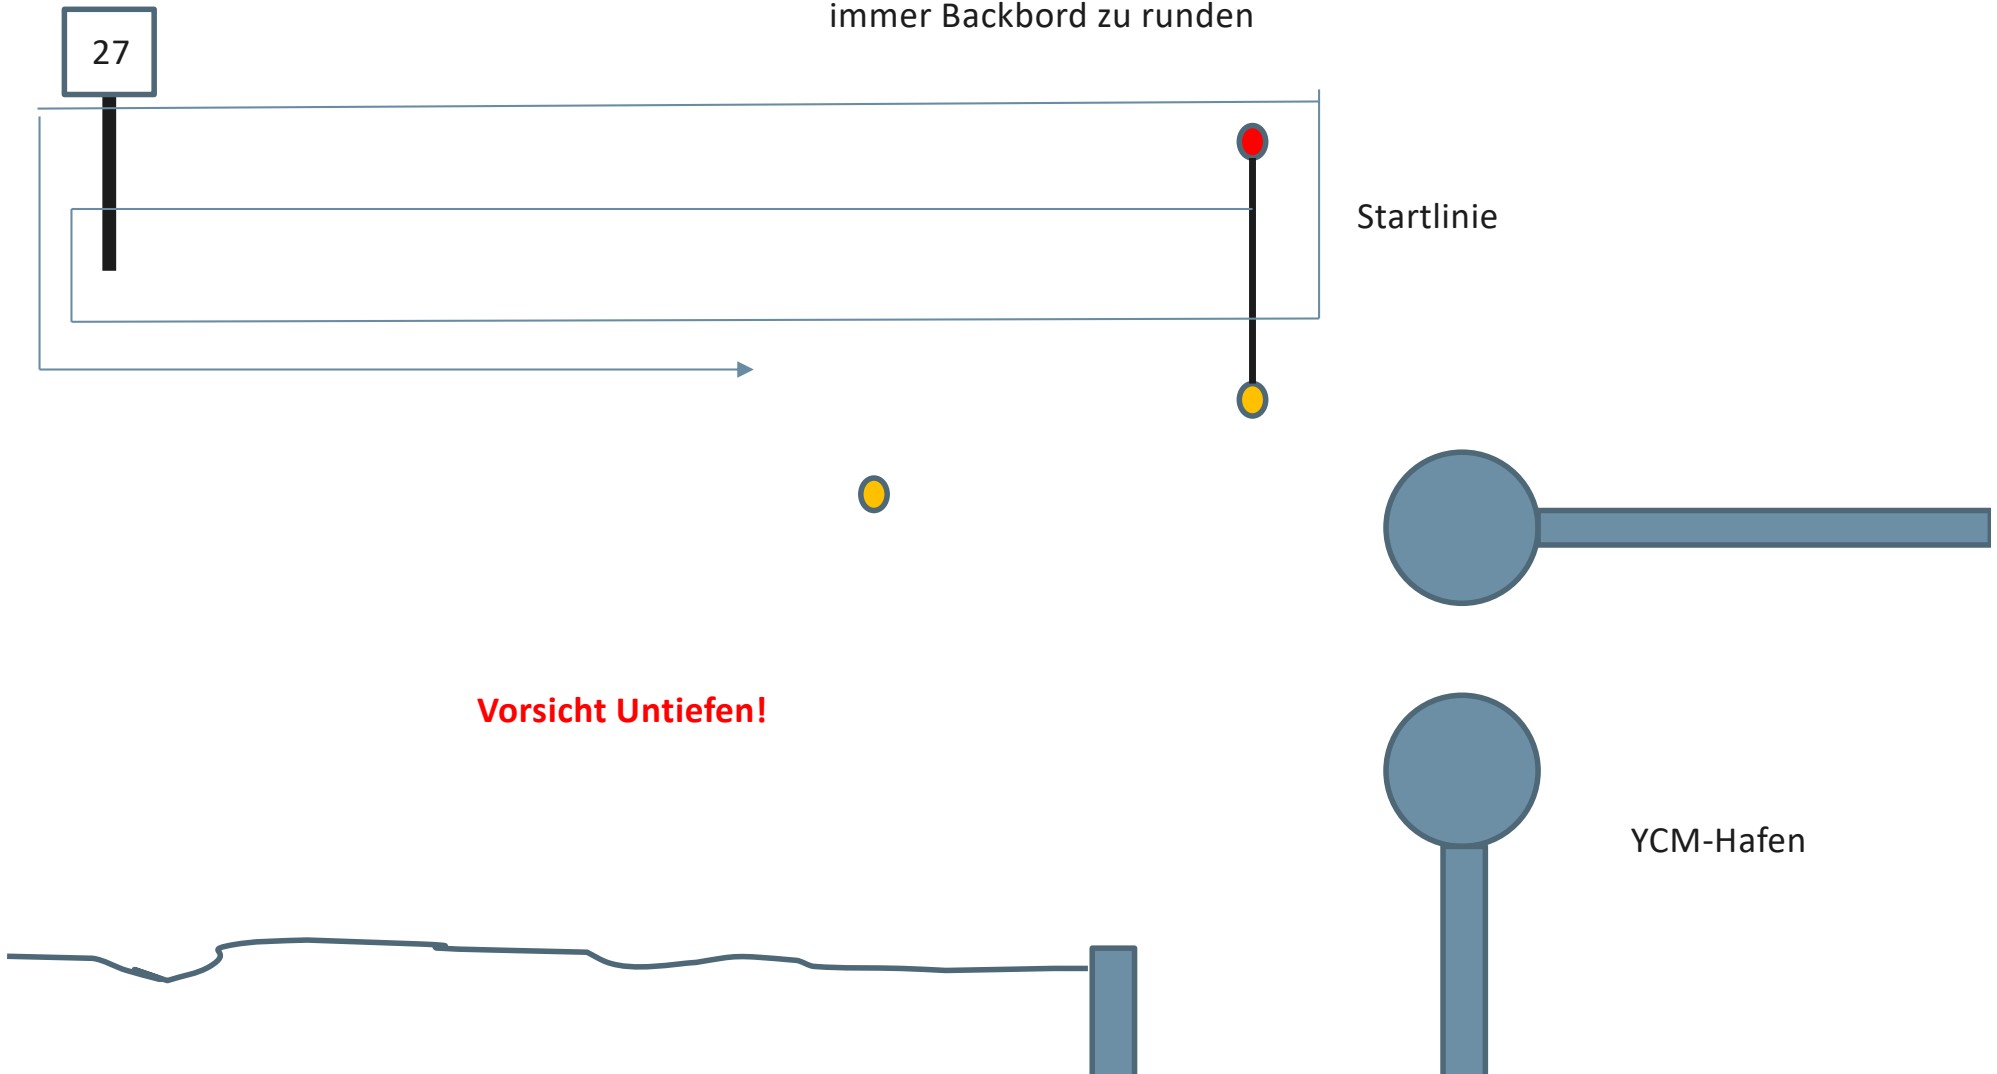 immer Backbord zu runden
27
Startlinie
Vorsicht Untiefen!
YCM-Hafen